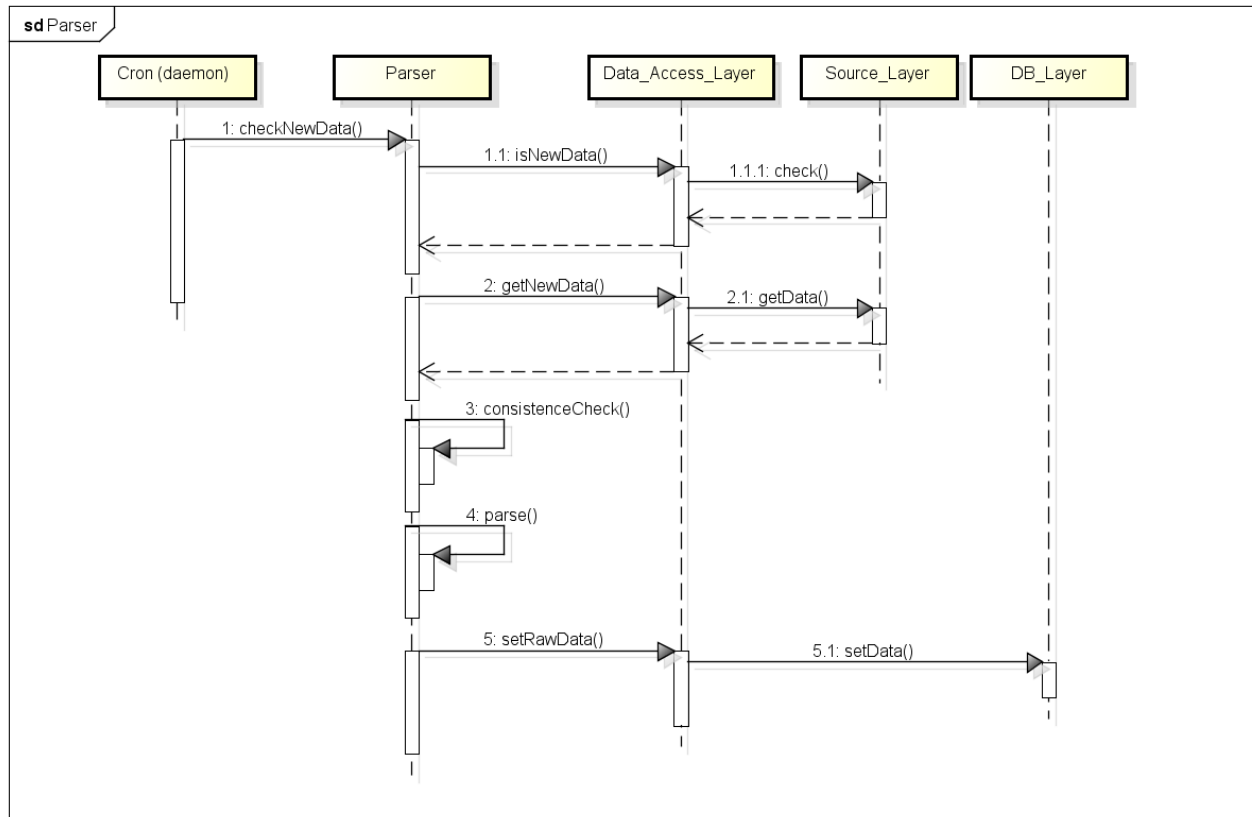 sd Parser
Cron (daemon)
Parser
Data_Access_Layer
Source_Layer
DB_Layer
1: checkNewData()
1.1: isNewData()
1.1.1: check()
2: getNewData()
2.1: getData()
3: consistenceCheck()
4: parse()
5: setRawData()
5.1: setData()